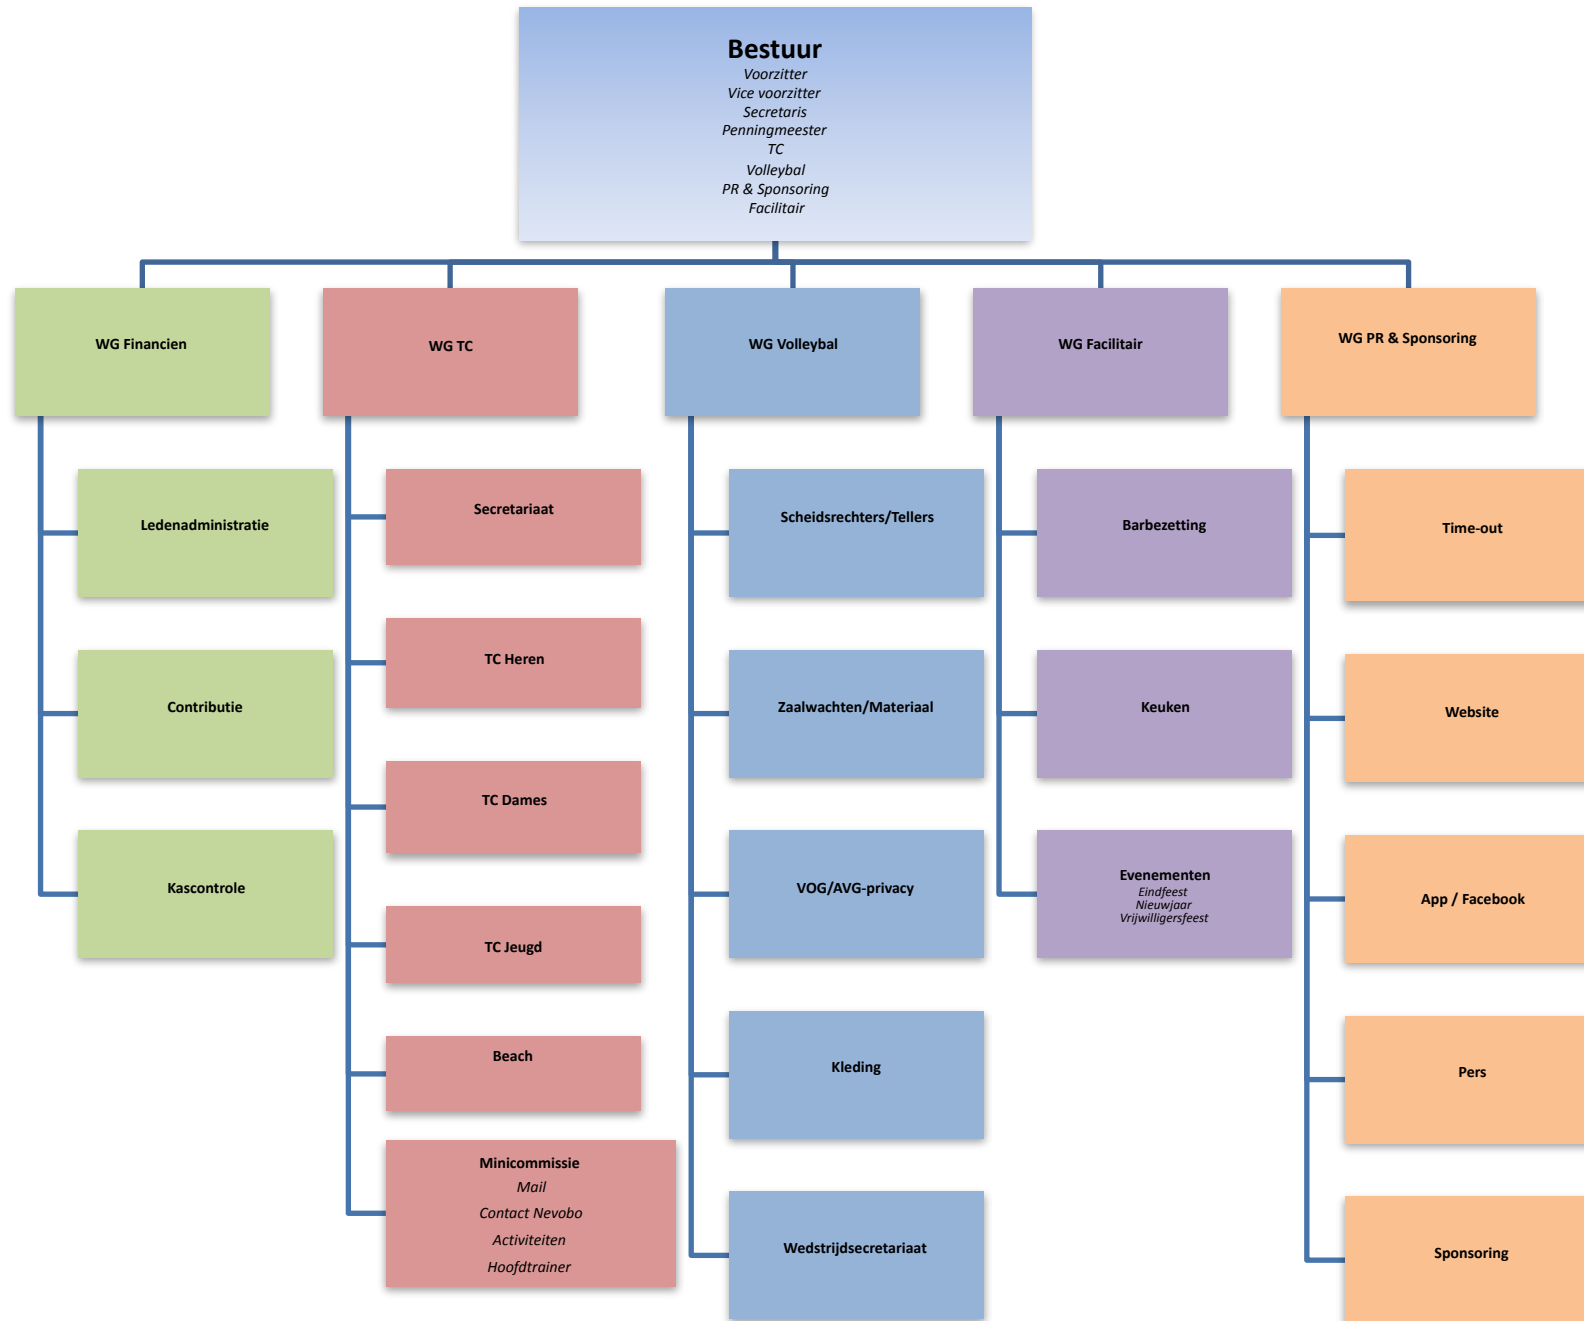 Bestuur
Voorzitter
Vice voorzitter
Secretaris
Penningmeester
TC
Volleybal
PR & Sponsoring
Facilitair
WG Financien
WG TC
WG Volleybal
WG Facilitair
WG PR & Sponsoring
Ledenadministratie
Contributie
Kascontrole
Secretariaat
TC Heren
TC Dames
TC Jeugd
Beach
Minicommissie
Mail
Contact Nevobo
Activiteiten
Hoofdtrainer
Scheidsrechters/Tellers
Zaalwachten/Materiaal
VOG/AVG-privacy
Kleding
Wedstrijdsecretariaat
Barbezetting
Keuken
Evenementen
Eindfeest
Nieuwjaar
Vrijwilligersfeest
Time-out
Website
App / Facebook
Pers
Sponsoring